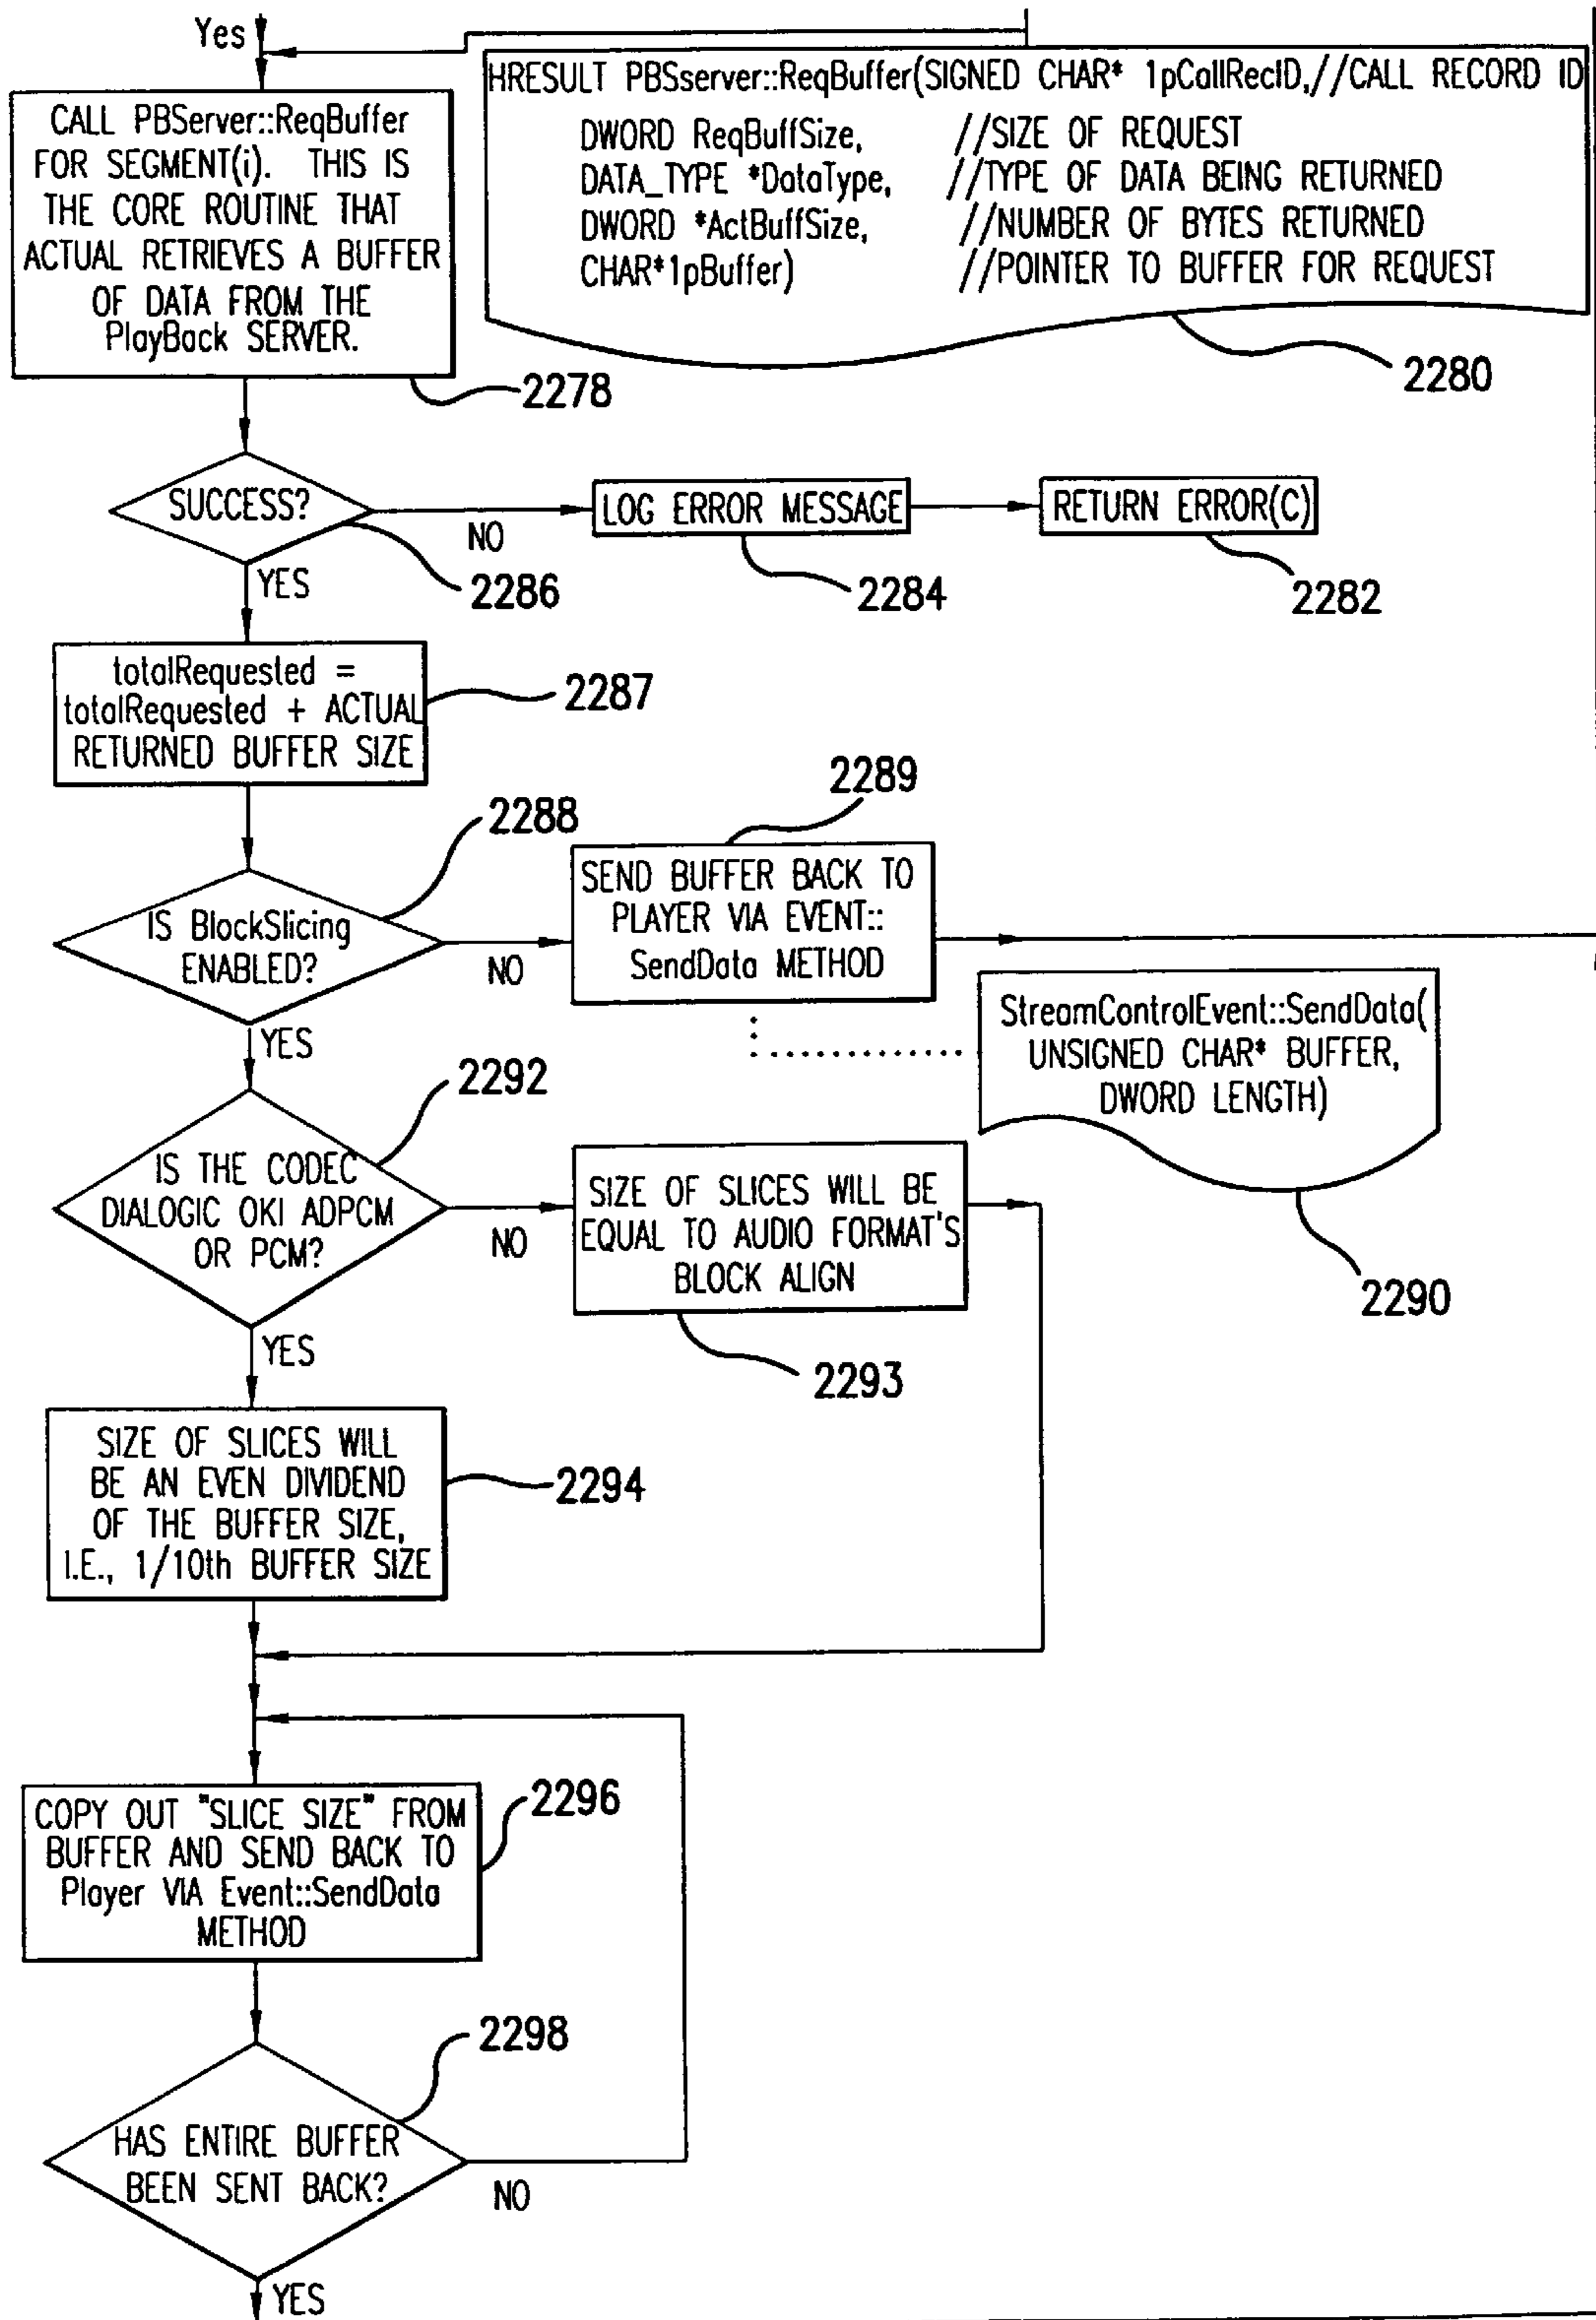 Yes
HRESULT PBSserver::ReqBuffer(SIGNED CHAR* 1pCallRecID,//CALL RECORD ID
DWORD ReqBuffSize, //SIZE OF REQUEST
DATA_TYPE *DataType, //TYPE OF DATA BEING RETURNED
DWORD *ActBuffSize, //NUMBER OF BYTES RETURNED
CHAR*1pBuffer) //POINTER TO BUFFER FOR REQUEST
2280
CALL PBServer::ReqBuffer
FOR SEGMENT(i). THIS IS
THE CORE ROUTINE THAT
ACTUAL RETRIEVES A BUFFER
OF DATA FROM THE
PlayBack SERVER.
2278
SUCCESS?
NO
2286
LOG ERROR MESSAGE
2284
RETURN ERROR(C)
2282
YES
totalRequested =
totalRequested + ACTUAL
RETURNED BUFFER SIZE
2287
2288
IS BlockSlicing
ENABLED?
NO
2289
SEND BUFFER BACK TO
PLAYER VIA EVENT::
SendData METHOD
StreamControlEvent::SendData(
UNSIGNED CHAR* BUFFER,
DWORD LENGTH)
2290
YES
2292
IS THE CODEC
DIALOGIC OKI ADPCM
OR PCM?
NO
SIZE OF SLICES WILL BE
EQUAL TO AUDIO FORMAT'S
BLOCK ALIGN
2293
YES
SIZE OF SLICES WILL
BE AN EVEN DIVIDEND
OF THE BUFFER SIZE,
I.E., 1/10th BUFFER SIZE
2294
COPY OUT "SLICE SIZE" FROM
BUFFER AND SEND BACK TO
Player VIA Event::SendData
METHOD
2296
2298
HAS ENTIRE BUFFER
BEEN SENT BACK?
NO
YES